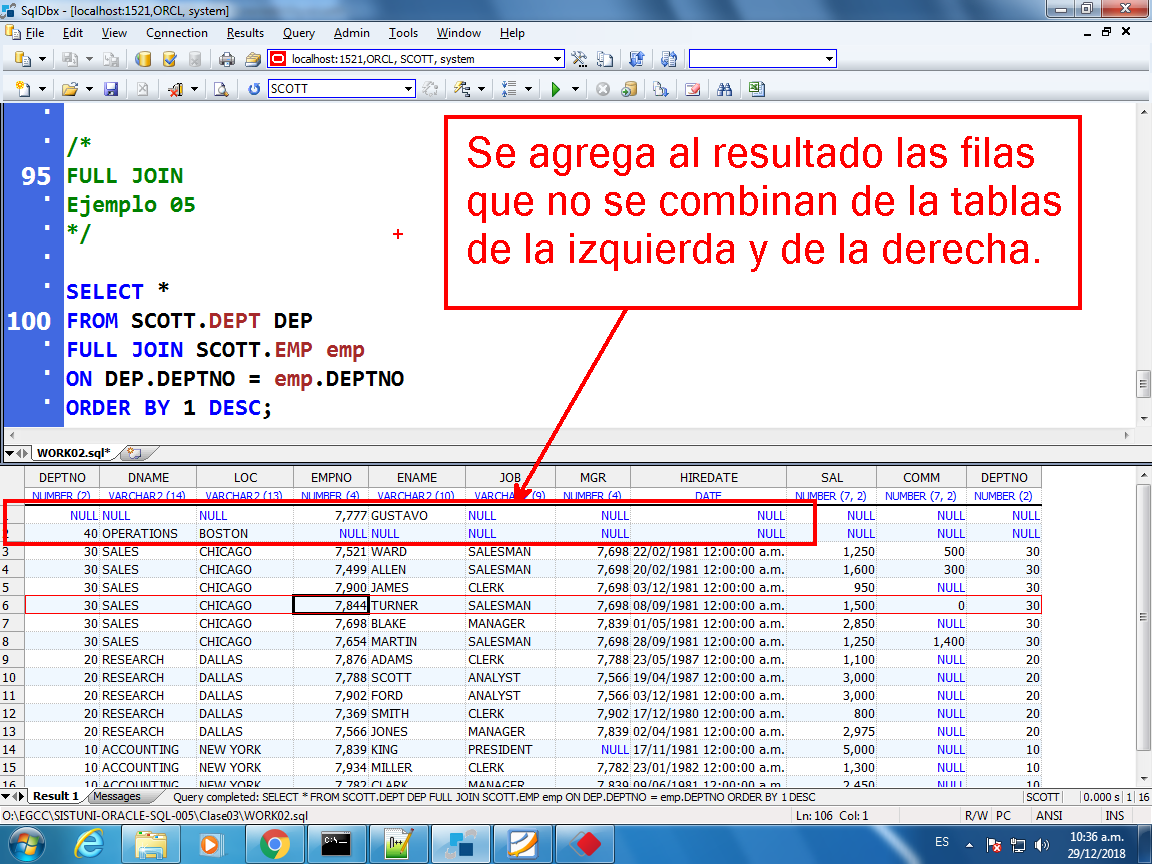 SqlDbx - [localhost:1521,ORCL, system]
File Edit View Connection Results Query Admin Tools Window Help
localhost:1521,ORCL, SCOTT, system
SCOTT
/*
95 FULL JOIN
Ejemplo 05
*/
SELECT *
100 FROM SCOTT.DEPT DEP
FULL JOIN SCOTT.EMP emp
ON DEP.DEPTNO = emp.DEPTNO
ORDER BY 1 DESC;
Se agrega al resultado las filas
que no se combinan de la tablas
de la izquierda y de la derecha.
WORK02.sql*
DEPTNO DNAME LOC EMPNO ENAME JOB MGR HIREDATE SAL COMM DEPTNO
NUMBER (2) VARCHAR2 (14) VARCHAR2 (13) NUMBER (4) VARCHAR2 (10) NUMBER (4) DATE NUMBER (7, 2) NUMBER (7, 2) NUMBER (2)
NULL NULL NULL 7,777 GUSTAVO NULL NULL NULL NULL NULL NULL
2 40 OPERATIONS BOSTON NULL NULL NULL NULL NULL NULL NULL NULL
3 30 SALES CHICAGO 7,521 WARD SALESMAN 7,698 22/02/1981 12:00:00 a.m. 1,250 500 30
4 30 SALES CHICAGO 7,499 ALLEN SALESMAN 7,698 20/02/1981 12:00:00 a.m. 1,600 300 30
5 30 SALES CHICAGO 7,900 JAMES CLERK 7,698 03/12/1981 12:00:00 a.m. 950 NULL 30
6 30 SALES CHICAGO 7,844 TURNER SALESMAN 7,698 08/09/1981 12:00:00 a.m. 1,500 0 30
7 30 SALES CHICAGO 7,698 BLAKE MANAGER 7,839 01/05/1981 12:00:00 a.m. 2,850 NULL 30
8 30 SALES CHICAGO 7,654 MARTIN SALESMAN 7,698 28/09/1981 12:00:00 a.m. 1,250 1,400 30
9 20 RESEARCH DALLAS 7,876 ADAMS CLERK 7,788 23/05/1987 12:00:00 a.m. 1,100 NULL 20
10 20 RESEARCH DALLAS 7,788 SCOTT ANALYST 7,566 19/04/1987 12:00:00 a.m. 3,000 NULL 20
11 20 RESEARCH DALLAS 7,902 FORD ANALYST 7,566 03/12/1981 12:00:00 a.m. 3,000 NULL 20
12 20 RESEARCH DALLAS 7,369 SMITH CLERK 7,902 17/12/1980 12:00:00 a.m. 800 NULL 20
13 20 RESEARCH DALLAS 7,566 JONES MANAGER 7,839 02/04/1981 12:00:00 a.m. 2,975 NULL 20
14 10 ACCOUNTING NEW YORK 7,839 KING PRESIDENT NULL 17/11/1981 12:00:00 a.m. 5,000 NULL 10
15 10 ACCOUNTING NEW YORK 7,934 MILLER CLERK 7,782 23/01/1982 12:00:00 a.m. 1,300 NULL 10
16 10 ACCOUNTING NEW YORK 7,782 CLARK MANAGER 7,839 09/06/1981 12:00:00 a.m. 2,450 NULL 10
Result 1 Messages Query completed: SELECT * FROM SCOTT.DEPT DEP FULL JOIN SCOTT.EMP emp ON DEP.DEPTNO = emp.DEPTNO ORDER BY 1 DESC SCOTT 0.000 s 1 16
O:\EGCC\SISTUNI-ORACLE-SQL-005\Clase03\WORK02.sql Ln: 106 Col: 1 R/W PC ANSI INS
ES 10:36 a.m.
29/12/2018